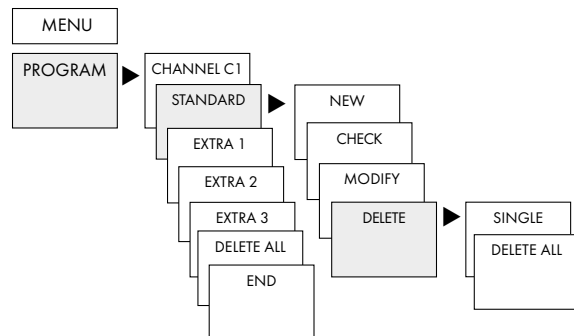 MENU
PROGRAM
CHANNEL C1
STANDARD
EXTRA 1
EXTRA 2
EXTRA 3
DELETE ALL
END
NEW
CHECK
MODIFY
DELETE
SINGLE
DELETE ALL